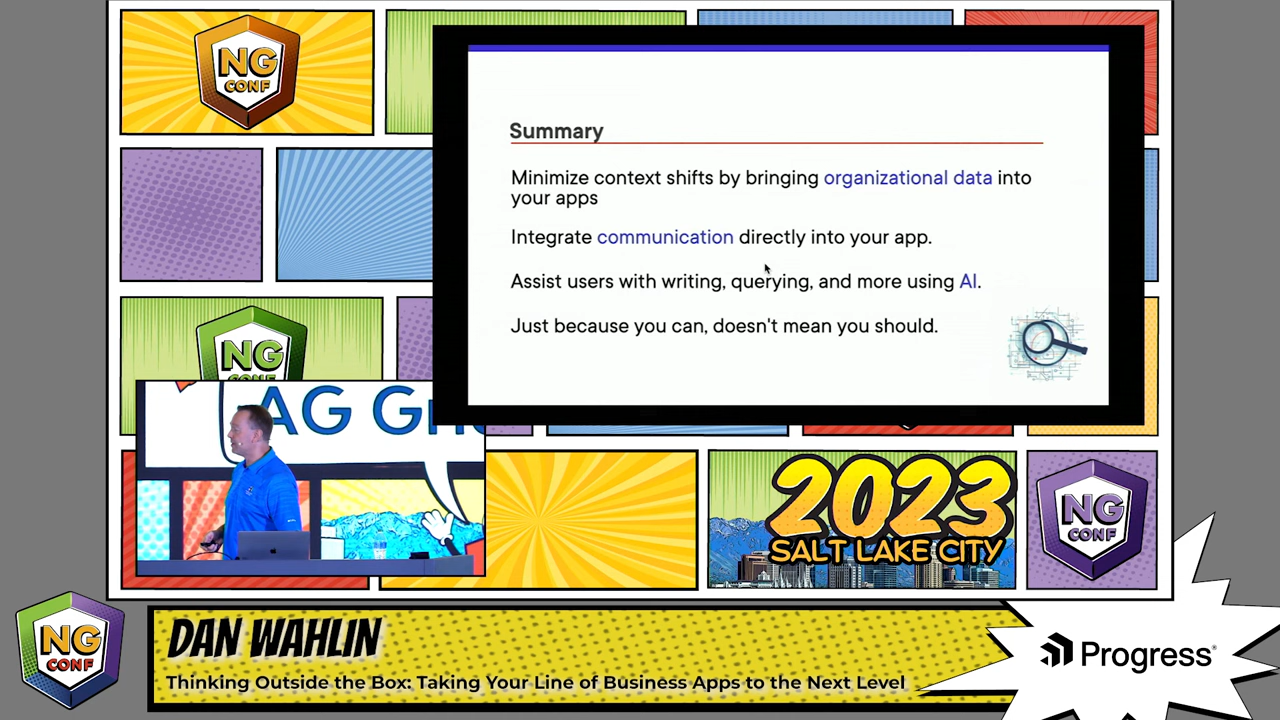 NG
CONF
Summary
Minimize context shifts by bringing organizational data into
your apps
Integrate communication directly into your app.
Assist users with writing, querying, and more using AI.
Just because you can, doesn't mean you should.
NG
CONF
AG Gri
2023
SALT LAKE CITY
NG
CONF
NG
CONF
DAN WAHLIN
Thinking Outside the Box: Taking Your Line of Business Apps to the Next Level
Progress®